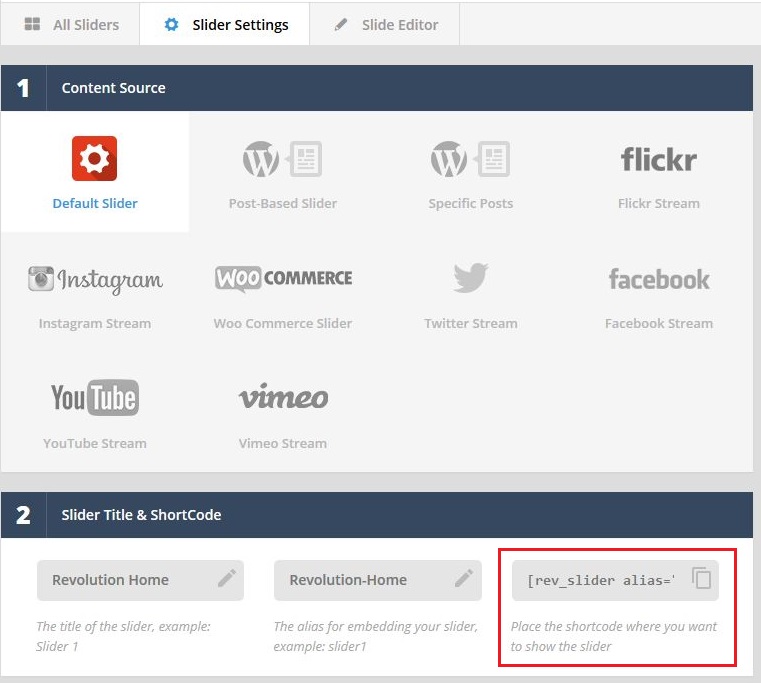 All Sliders
Slider Settings
Slide Editor
1
Content Source
Default Slider
Post-Based Slider
Specific Posts
flickr
Flickr Stream
Instagram
Instagram Stream
WOO COMMERCE
Woo Commerce Slider
Twitter Stream
facebook
Facebook Stream
YouTube
YouTube Stream
vimeo
Vimeo Stream
2
Slider Title & ShortCode
Revolution Home
Revolution-Home
[rev_slider alias='
The title of the slider, example:
Slider 1
The alias for embedding your slider,
example: slider1
Place the shortcode where you want
to show the slider